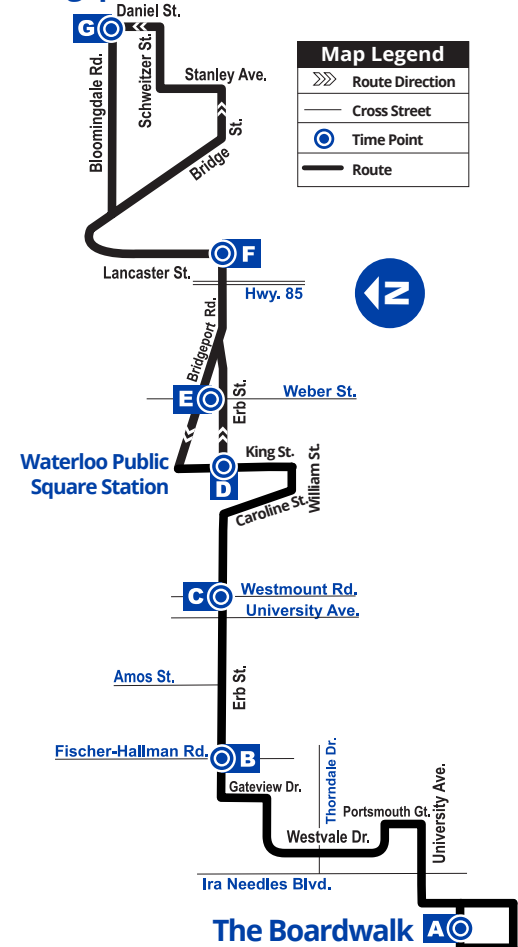 Daniel St.
G
Bloomingdale Rd.
Schweitzer St.
Stanley Ave.
Bridge St.
Map Legend
Route Direction
Cross Street
Time Point
Route
F
Lancaster St.
Hwy. 85
N
Bridgeport Rd.
E
Erb St.
Weber St.
Waterloo Public
Square Station
King St.
D
William St.
Caroline St.
C
Westmount Rd.
University Ave.
Amos St.
Erb St.
Fischer-Hallman Rd.
B
Gateview Dr.
Thorndale Dr.
Portsmouth Gt.
University Ave.
Westvale Dr.
Ira Needles Blvd.
The Boardwalk
A